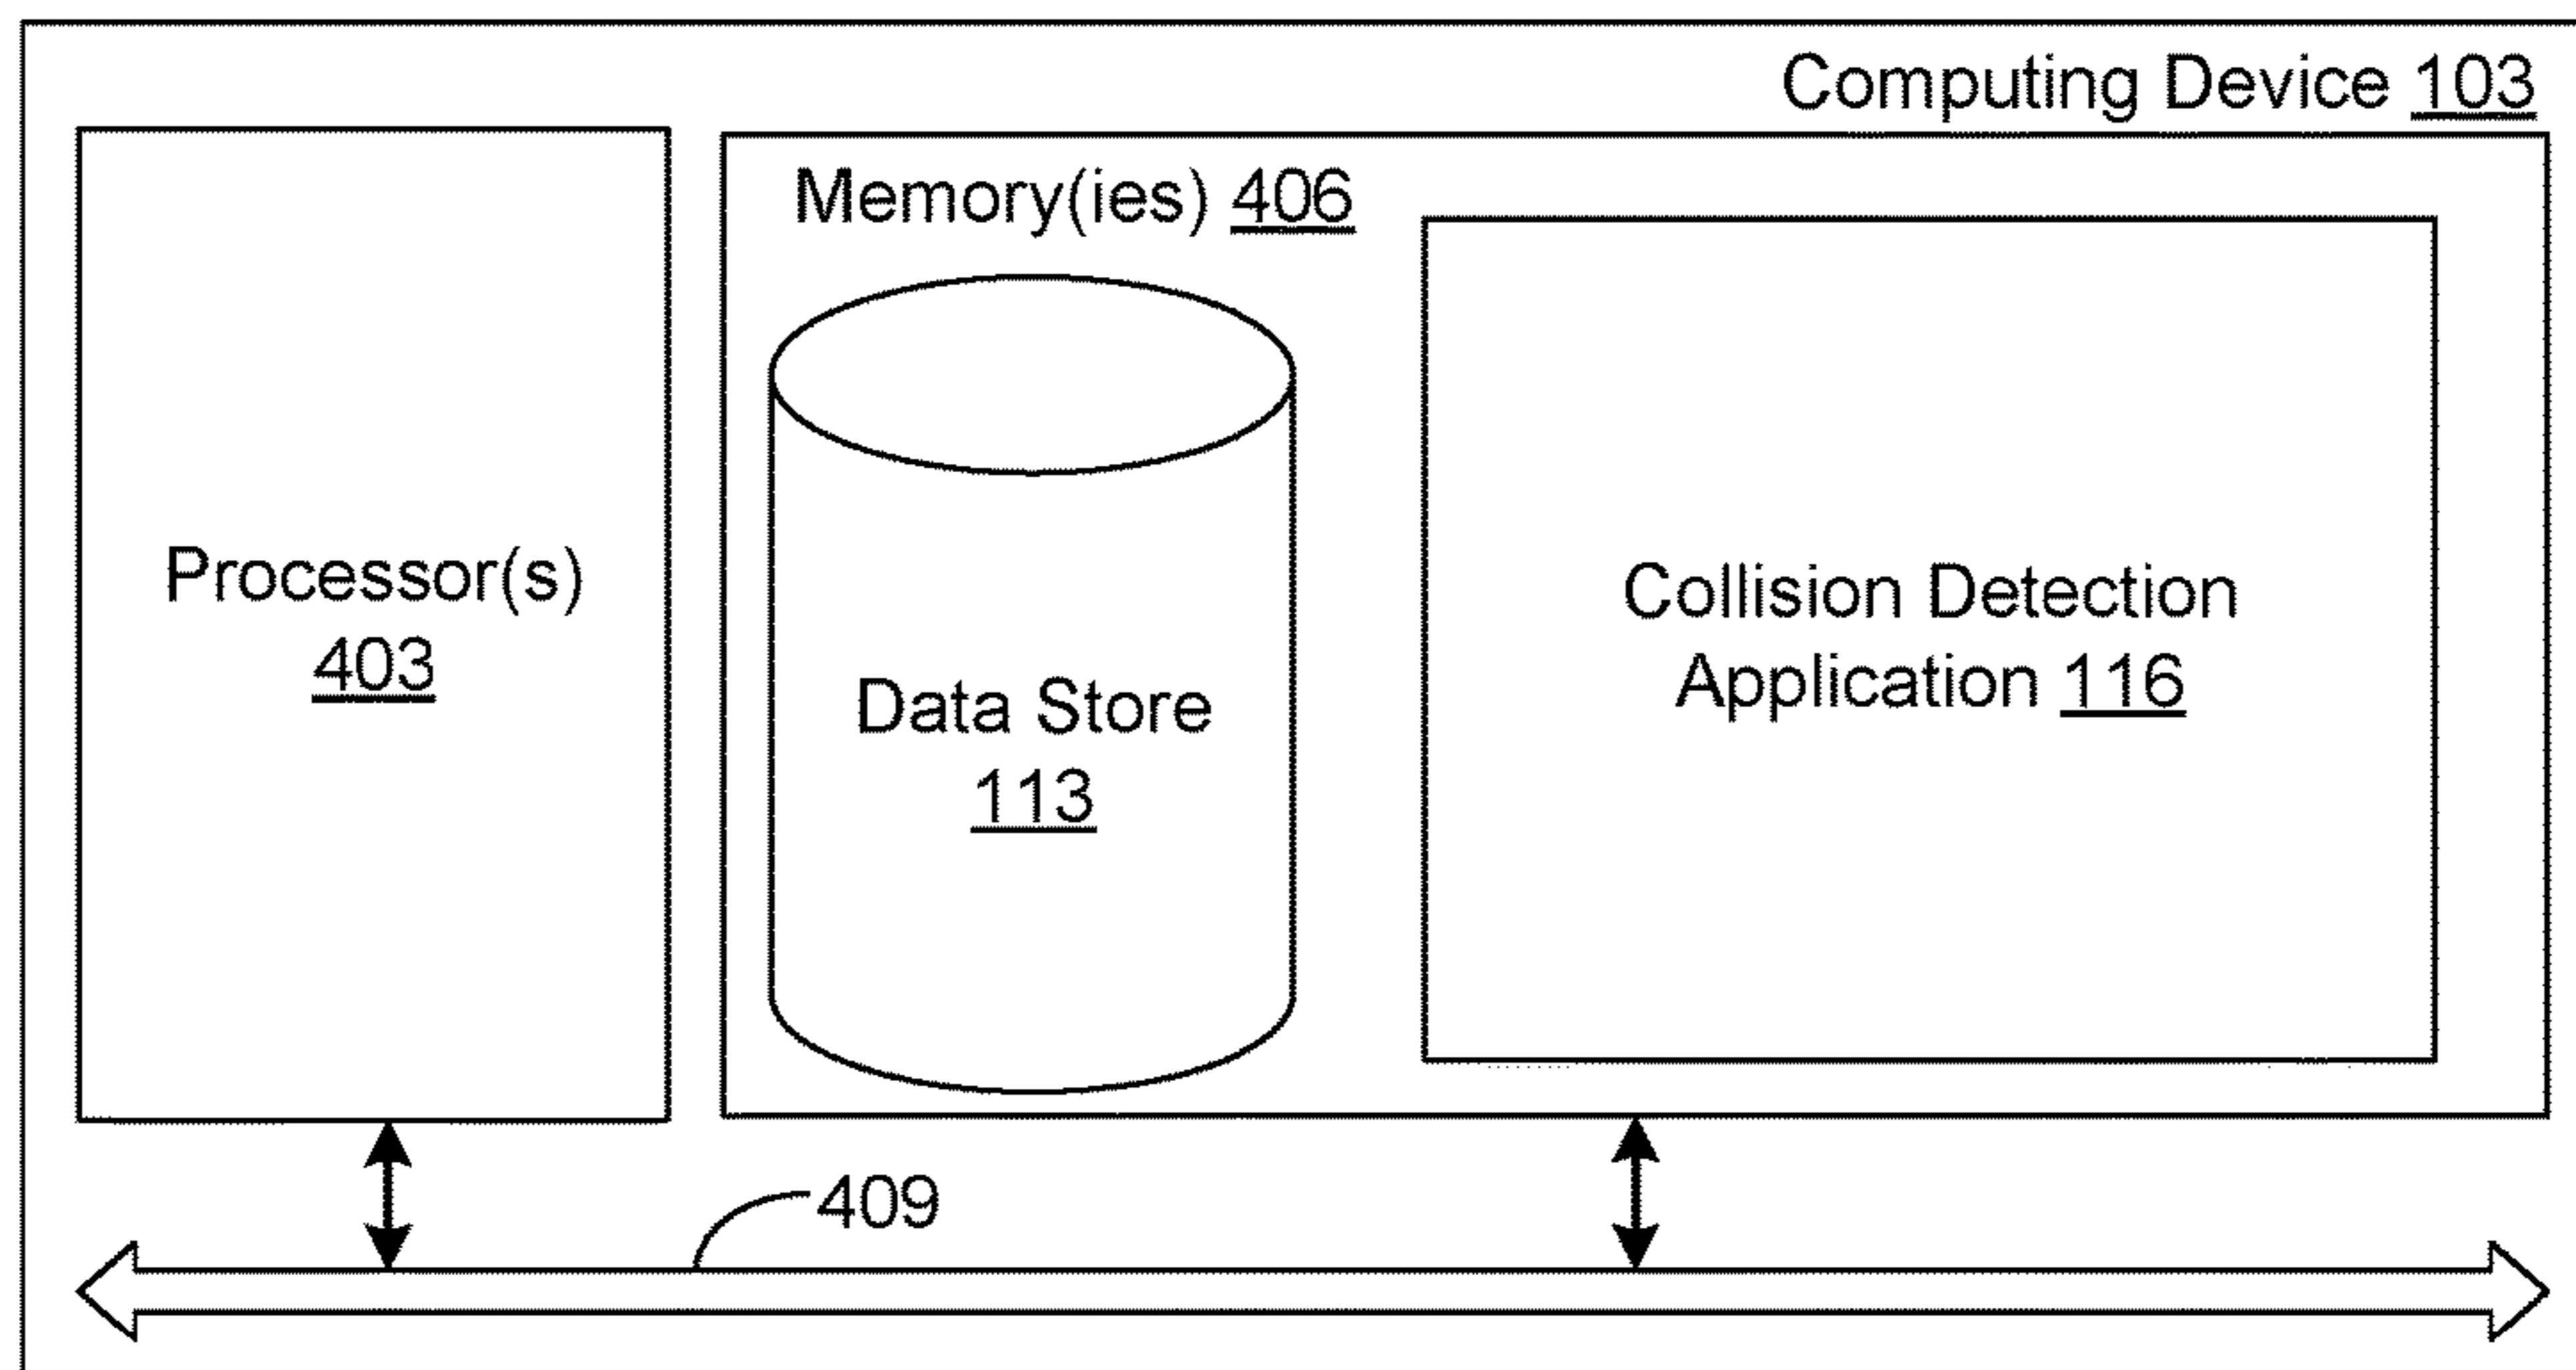 Computing Device 103
Memory(ies) 406
Processor(s)
403
Data Store
113
Collision Detection
Application 116
409